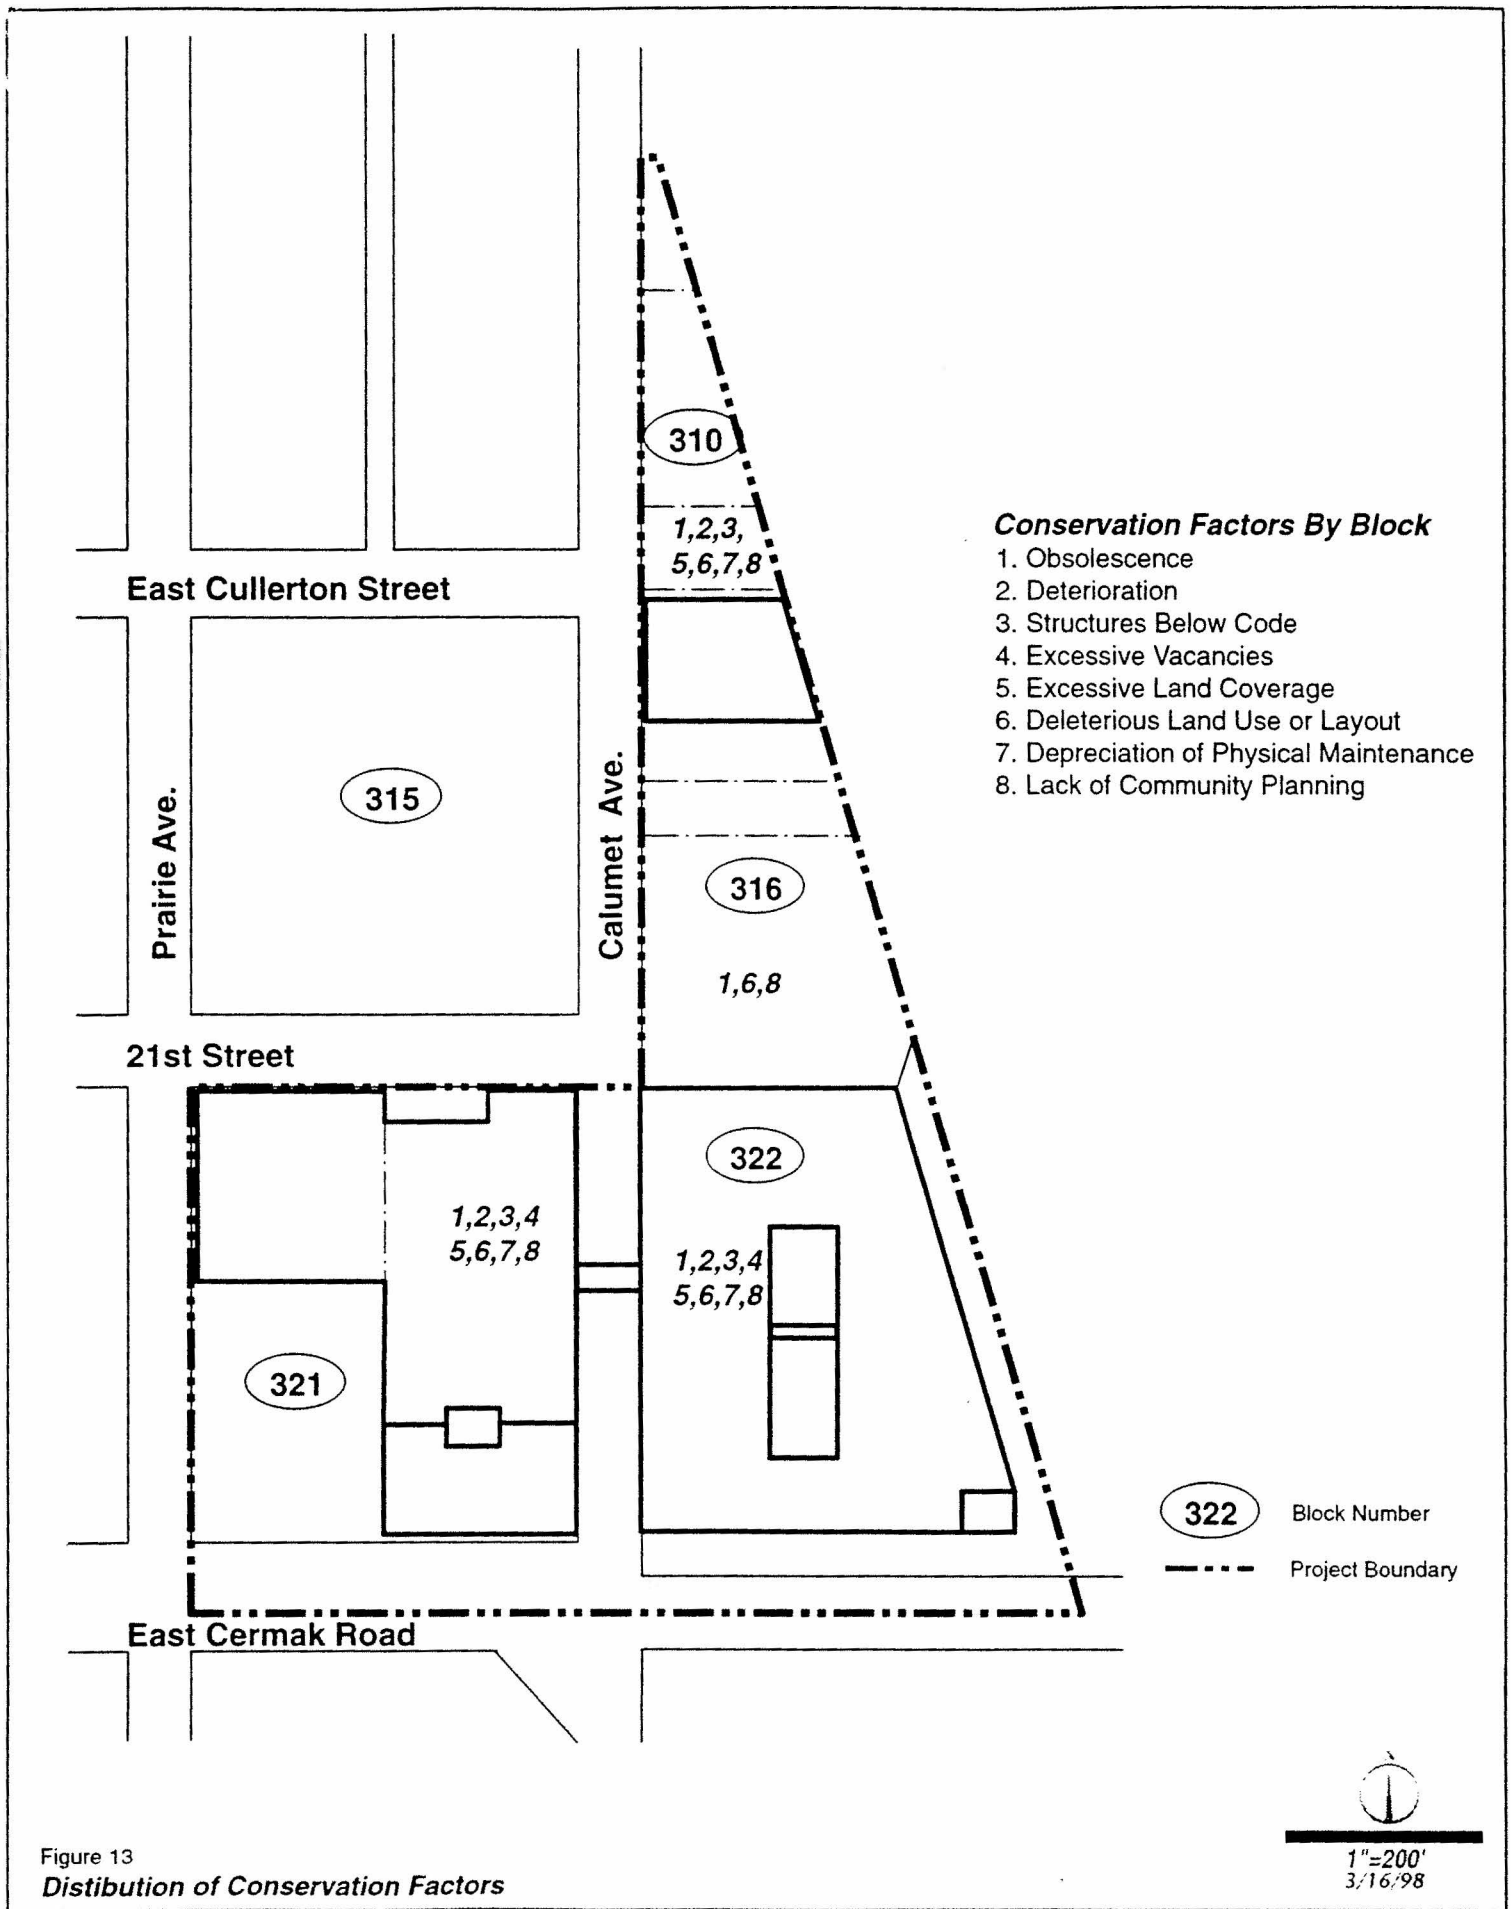 310
1,2,3,
5,6,7,8
Conservation Factors By Block
1. Obsolescence
2. Deterioration
3. Structures Below Code
4. Excessive Vacancies
5. Excessive Land Coverage
6. Deleterious Land Use or Layout
7. Depreciation of Physical Maintenance
8. Lack of Community Planning
East Cullerton Street
315
Prairie Ave.
Calumet Ave.
316
1,6,8
21st Street
322
1,2,3,4
5,6,7,8
1,2,3,4
5,6,7,8
321
322 Block Number
Project Boundary
East Cermak Road
1"=200'
3/16/98
Figure 13
Distibution of Conservation Factors